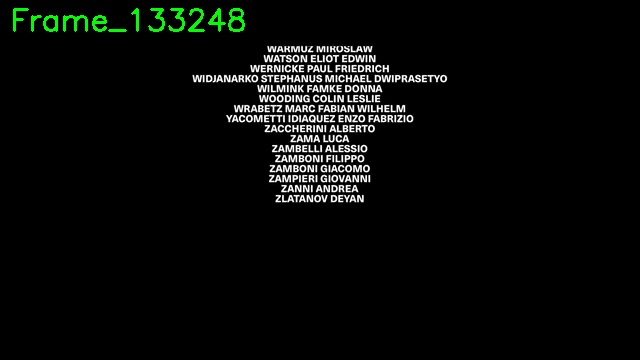 Frame_133248
WARMUZ MIROSLAW
WATSON ELIOT EDWIN
WERNICKE PAUL FRIEDRICH
WIDJANARKO STEPHANUS MICHAEL DWIPRASETYO
WILMINK FAMKE DONNA
WOODING COLIN LESLIE
WRABETZ MARC FABIAN WILHELM
YACOMETTI IDIAQUEZ ENZO FABRIZIO
ZACCHERINI ALBERTO
ZAMA LUCA
ZAMBELLI ALESSIO
ZAMBONI FILIPPO
ZAMBONI GIACOMO
ZAMPIERI GIOVANNI
ZANNI ANDREA
ZLATANOV DEYAN